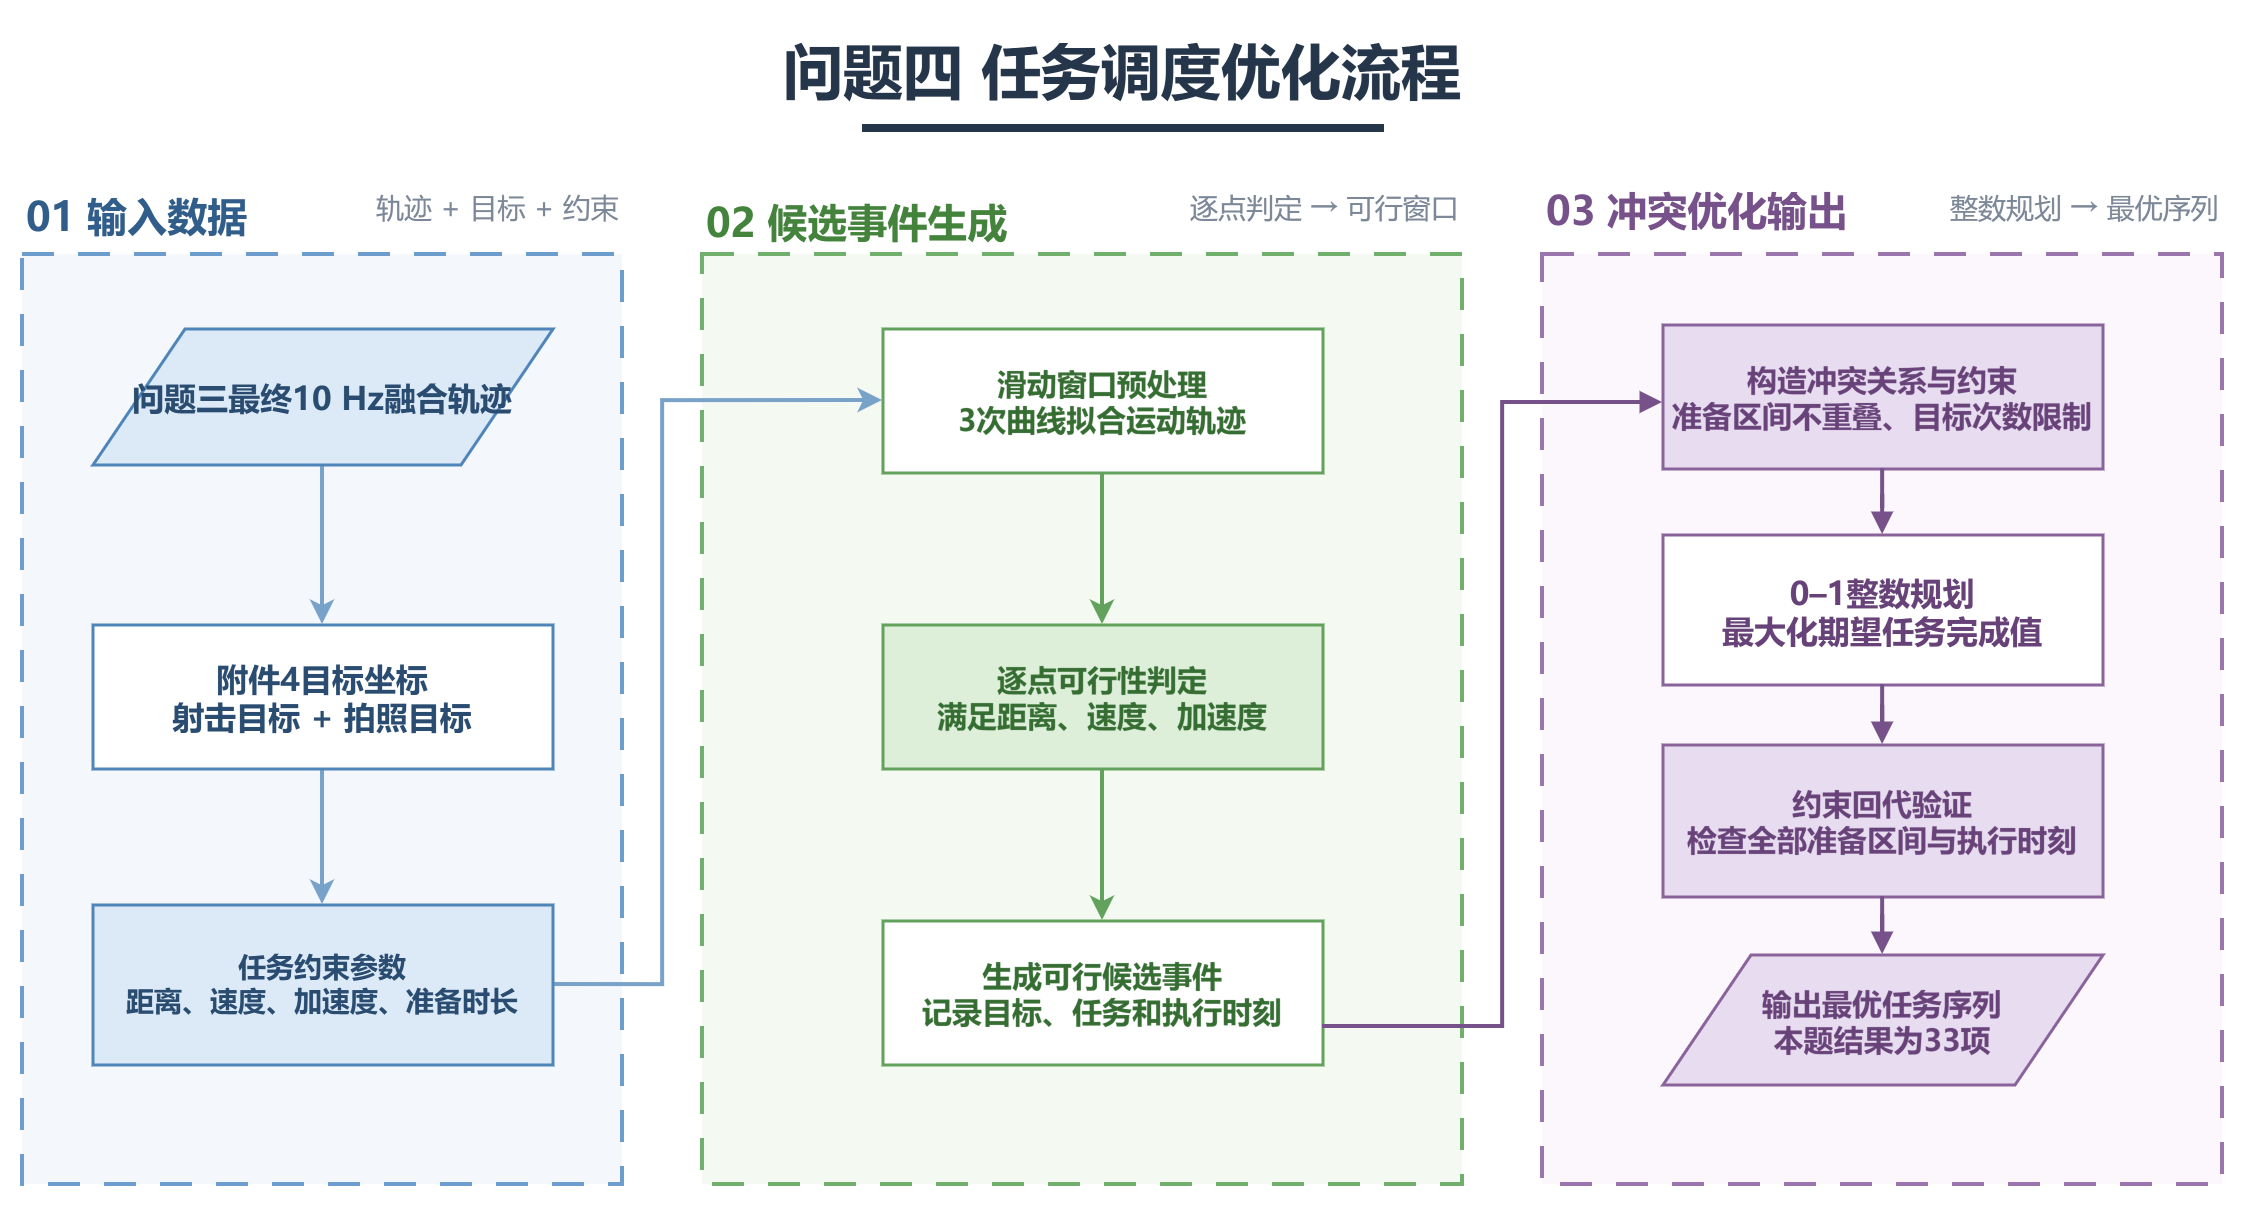 问题四 任务调度优化流程
01 输入数据
轨迹 + 目标 + 约束
问题三最终10 Hz融合轨迹
附件4目标坐标
射击目标 + 拍照目标
任务约束参数
距离、速度、加速度、准备时长
02 候选事件生成
逐点判定 → 可行窗口
滑动窗口预处理
3次曲线拟合运动轨迹
逐点可行性判定
满足距离、速度、加速度
生成可行候选事件
记录目标、任务和执行时刻
03 冲突优化输出
整数规划 → 最优序列
构造冲突关系与约束
准备区间不重叠、目标次数限制
0–1整数规划
最大化期望任务完成值
约束回代验证
检查全部准备区间与执行时刻
输出最优任务序列
本题结果为33项